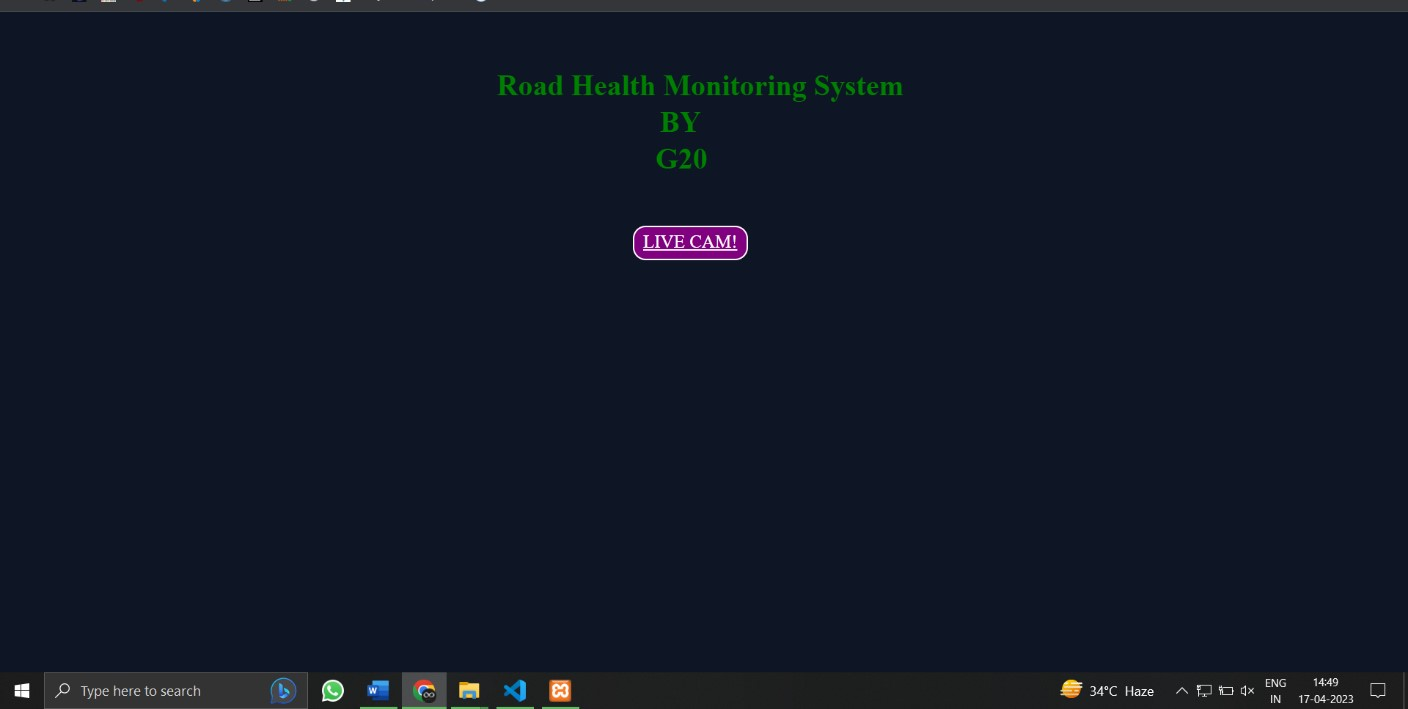 Road Health Monitoring System
BY
G20
LIVE CAM!
Type here to search
34°C Haze
ENG
IN
14:49
17-04-2023